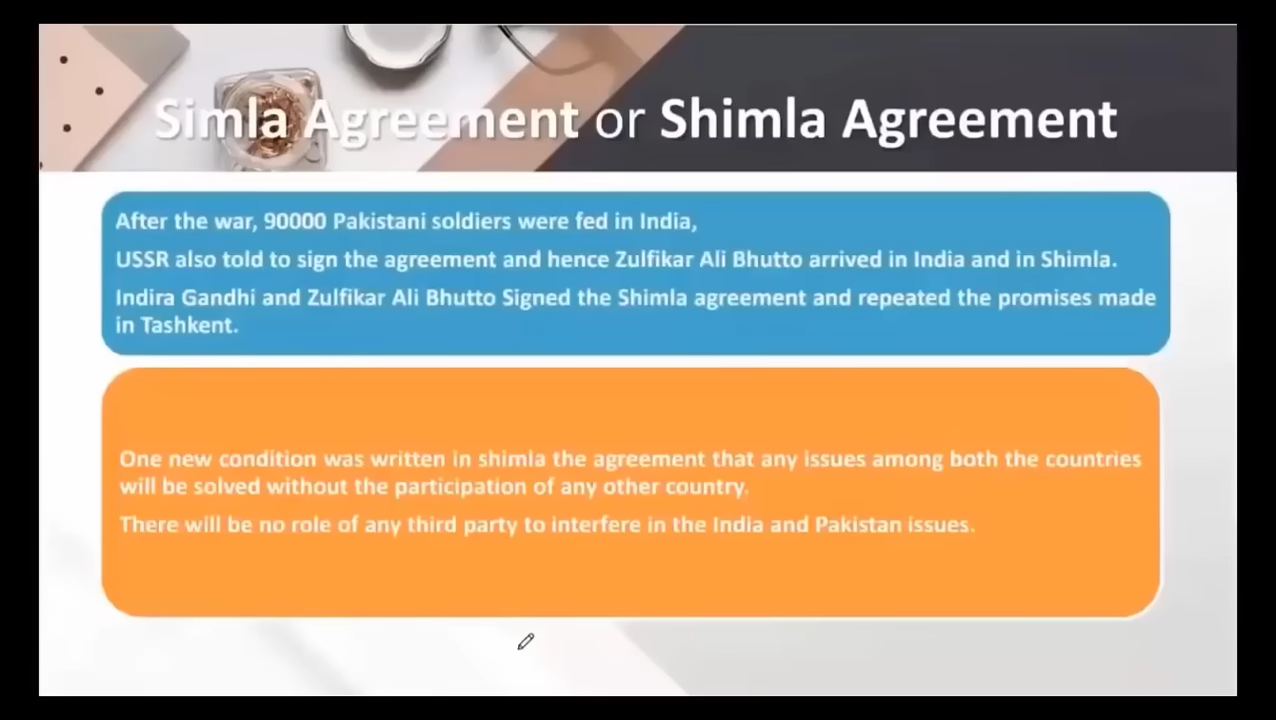 Simla Agreement or Shimla Agreement
After the war, 90000 Pakistani soldiers were fed in India,
USSR also told to sign the agreement and hence Zulfikar Ali Bhutto arrived in India and in Shimla.
Indira Gandhi and Zulfikar Ali Bhutto Signed the Shimla agreement and repeated the promises made
in Tashkent.
One new condition was written in shimla the agreement that any issues among both the countries
will be solved without the participation of any other country.
There will be no role of any third party to interfere in the India and Pakistan issues.